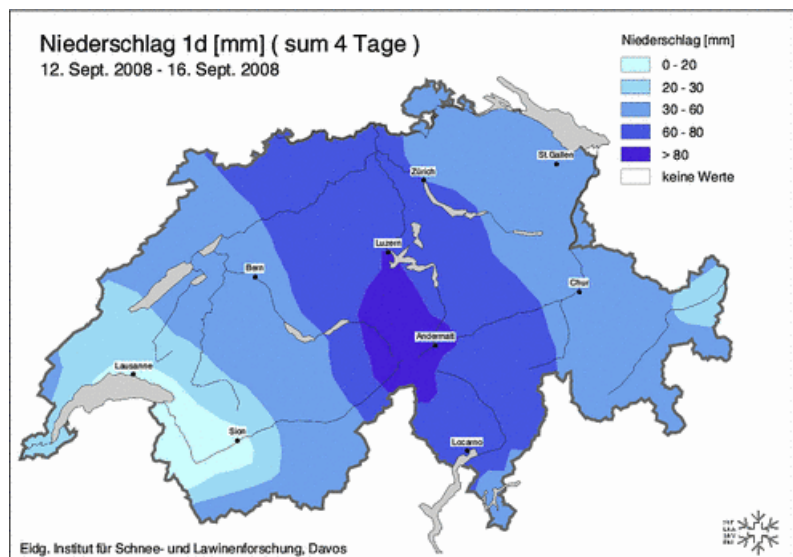 Niederschlag 1d [mm] ( sum 4 Tage )
12. Sept. 2008 - 16. Sept. 2008
Niederschlag [mm]
0 - 20
20 - 30
30 - 60
60 - 80
> 80
keine Werte
St.Gallen
Zürich
Luzern
Bern
Chur
Andermatt
Lausanne
Sion
Locarno
Eidg. Institut für Schnee- und Lawinenforschung, Davos